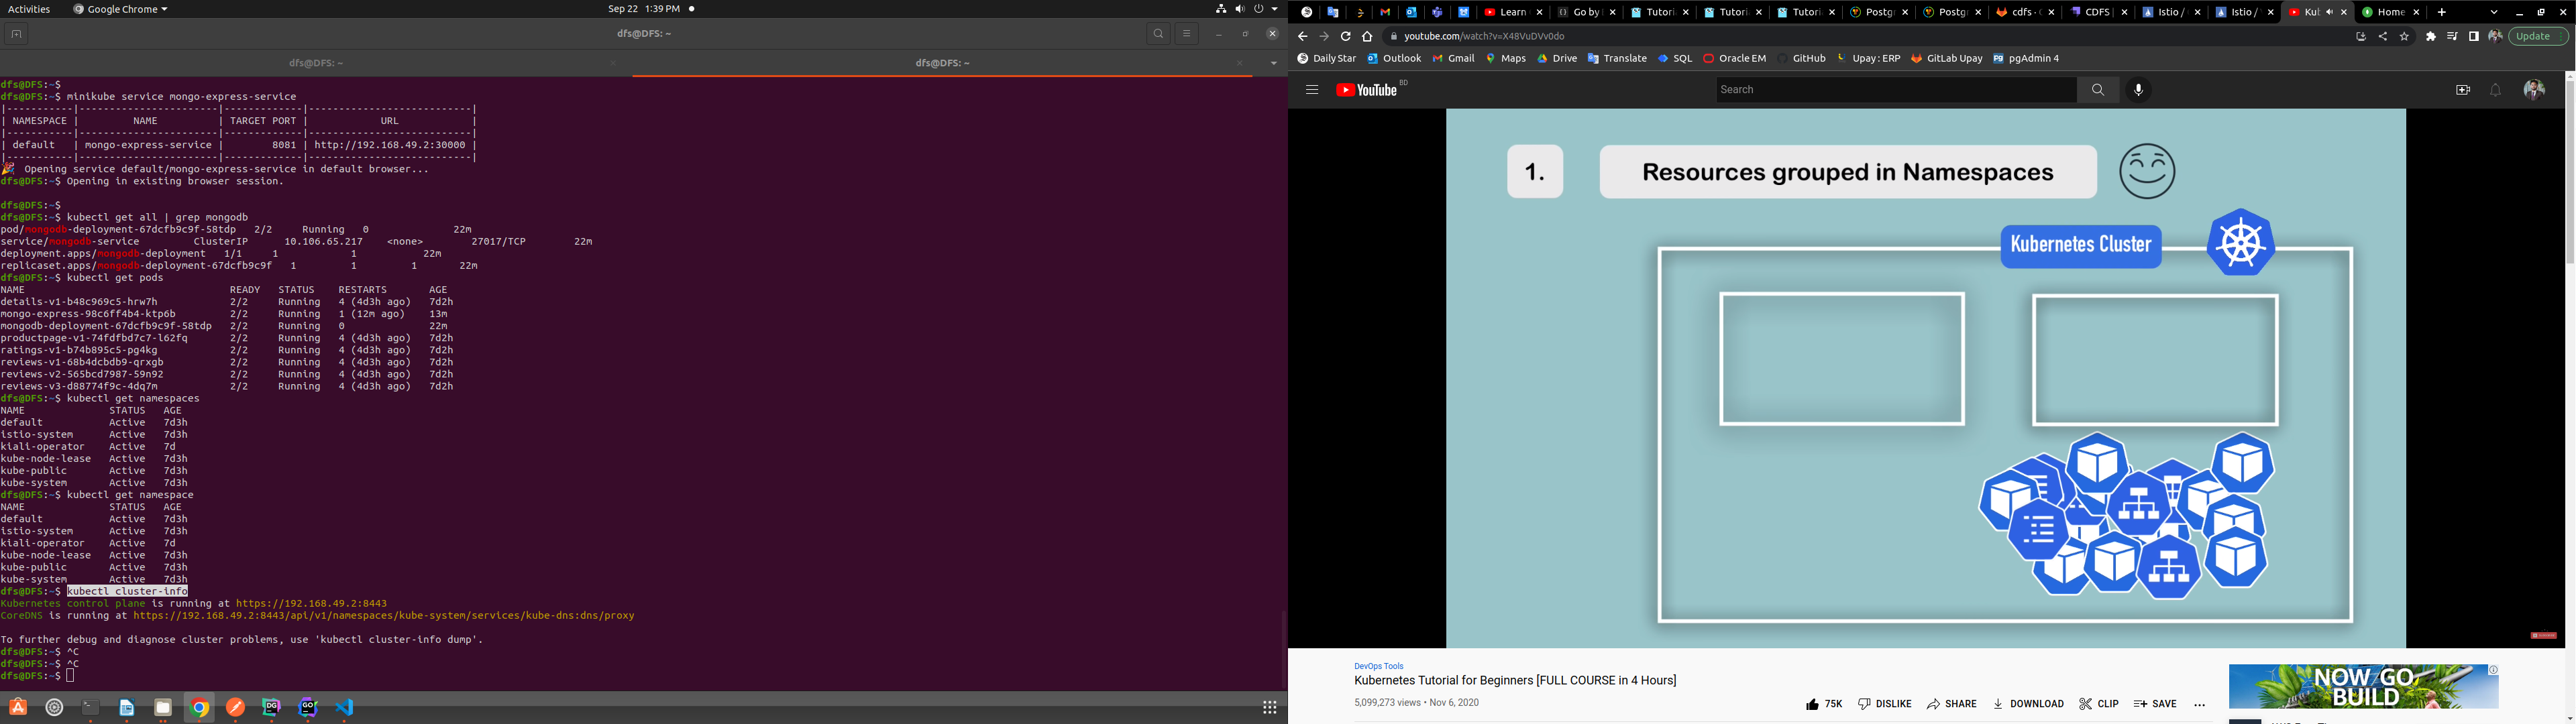 Activities
Google Chrome
Sep 22 1:39 PM
dfs@DFS: ~
dfs@DFS: ~
dfs@DFS: ~
dfs@DFS:~$
dfs@DFS:~$ minikube service mongo-express-service
|-----------|-----------------------|-------------|---------------------------|
| NAMESPACE | NAME | TARGET PORT | URL |
|-----------|-----------------------|-------------|---------------------------|
| default | mongo-express-service | 8081 | http://192.168.49.2:30000 |
|-----------|-----------------------|-------------|---------------------------|
Opening service default/mongo-express-service in default browser...
dfs@DFS:~$ Opening in existing browser session.
dfs@DFS:~$
dfs@DFS:~$ kubectl get all | grep mongodb
pod/mongodb-deployment-67dcfb9c9f-58tdp 2/2 Running 0 22m
service/mongodb-service ClusterIP 10.106.65.217 <none> 27017/TCP 22m
deployment.apps/mongodb-deployment 1/1 1 1 22m
replicaset.apps/mongodb-deployment-67dcfb9c9f 1 1 1 22m
dfs@DFS:~$ kubectl get pods
NAME READY STATUS RESTARTS AGE
details-v1-b48c969c5-hrw7h 2/2 Running 4 (4d3h ago) 7d2h
mongo-express-98c6ff4b4-ktp6b 2/2 Running 1 (12m ago) 13m
mongodb-deployment-67dcfb9c9f-58tdp 2/2 Running 0 22m
productpage-v1-74fdfbd7c7-l62fq 2/2 Running 4 (4d3h ago) 7d2h
ratings-v1-b74b895c5-pg4kg 2/2 Running 4 (4d3h ago) 7d2h
reviews-v1-68b4dcbdb9-qrxgb 2/2 Running 4 (4d3h ago) 7d2h
reviews-v2-565bcd7987-59n92 2/2 Running 4 (4d3h ago) 7d2h
reviews-v3-d88774f9c-4dq7m 2/2 Running 4 (4d3h ago) 7d2h
dfs@DFS:~$ kubectl get namespaces
NAME STATUS AGE
default Active 7d3h
istio-system Active 7d3h
kiali-operator Active 7d
kube-node-lease Active 7d3h
kube-public Active 7d3h
kube-system Active 7d3h
dfs@DFS:~$ kubectl get namespace
NAME STATUS AGE
default Active 7d3h
istio-system Active 7d3h
kiali-operator Active 7d
kube-node-lease Active 7d3h
kube-public Active 7d3h
kube-system Active 7d3h
dfs@DFS:~$ kubectl cluster-info
Kubernetes control plane is running at https://192.168.49.2:8443
CoreDNS is running at https://192.168.49.2:8443/api/v1/namespaces/kube-system/services/kube-dns:dns/proxy
To further debug and diagnose cluster problems, use 'kubectl cluster-info dump'.
dfs@DFS:~$ ^C
dfs@DFS:~$ ^C
dfs@DFS:~$
Learn
Go by
Tutoria
Tutoria
Tutoria
Postgr
Postgr
cdfs · 
CDFS
Istio /
Istio /
Kub
Home
youtube.com/watch?v=X48VuDVv0do
Update
Daily Star
Outlook
Gmail
Maps
Drive
Translate
SQL
Oracle EM
GitHub
Upay : ERP
GitLab Upay
pgAdmin 4
YouTube BD
Search
1.
Resources grouped in Namespaces
Kubernetes Cluster
DevOps Tools
Kubernetes Tutorial for Beginners [FULL COURSE in 4 Hours]
5,099,273 views • Nov 6, 2020
75K
DISLIKE
SHARE
DOWNLOAD
CLIP
SAVE
NOW GO
BUILD